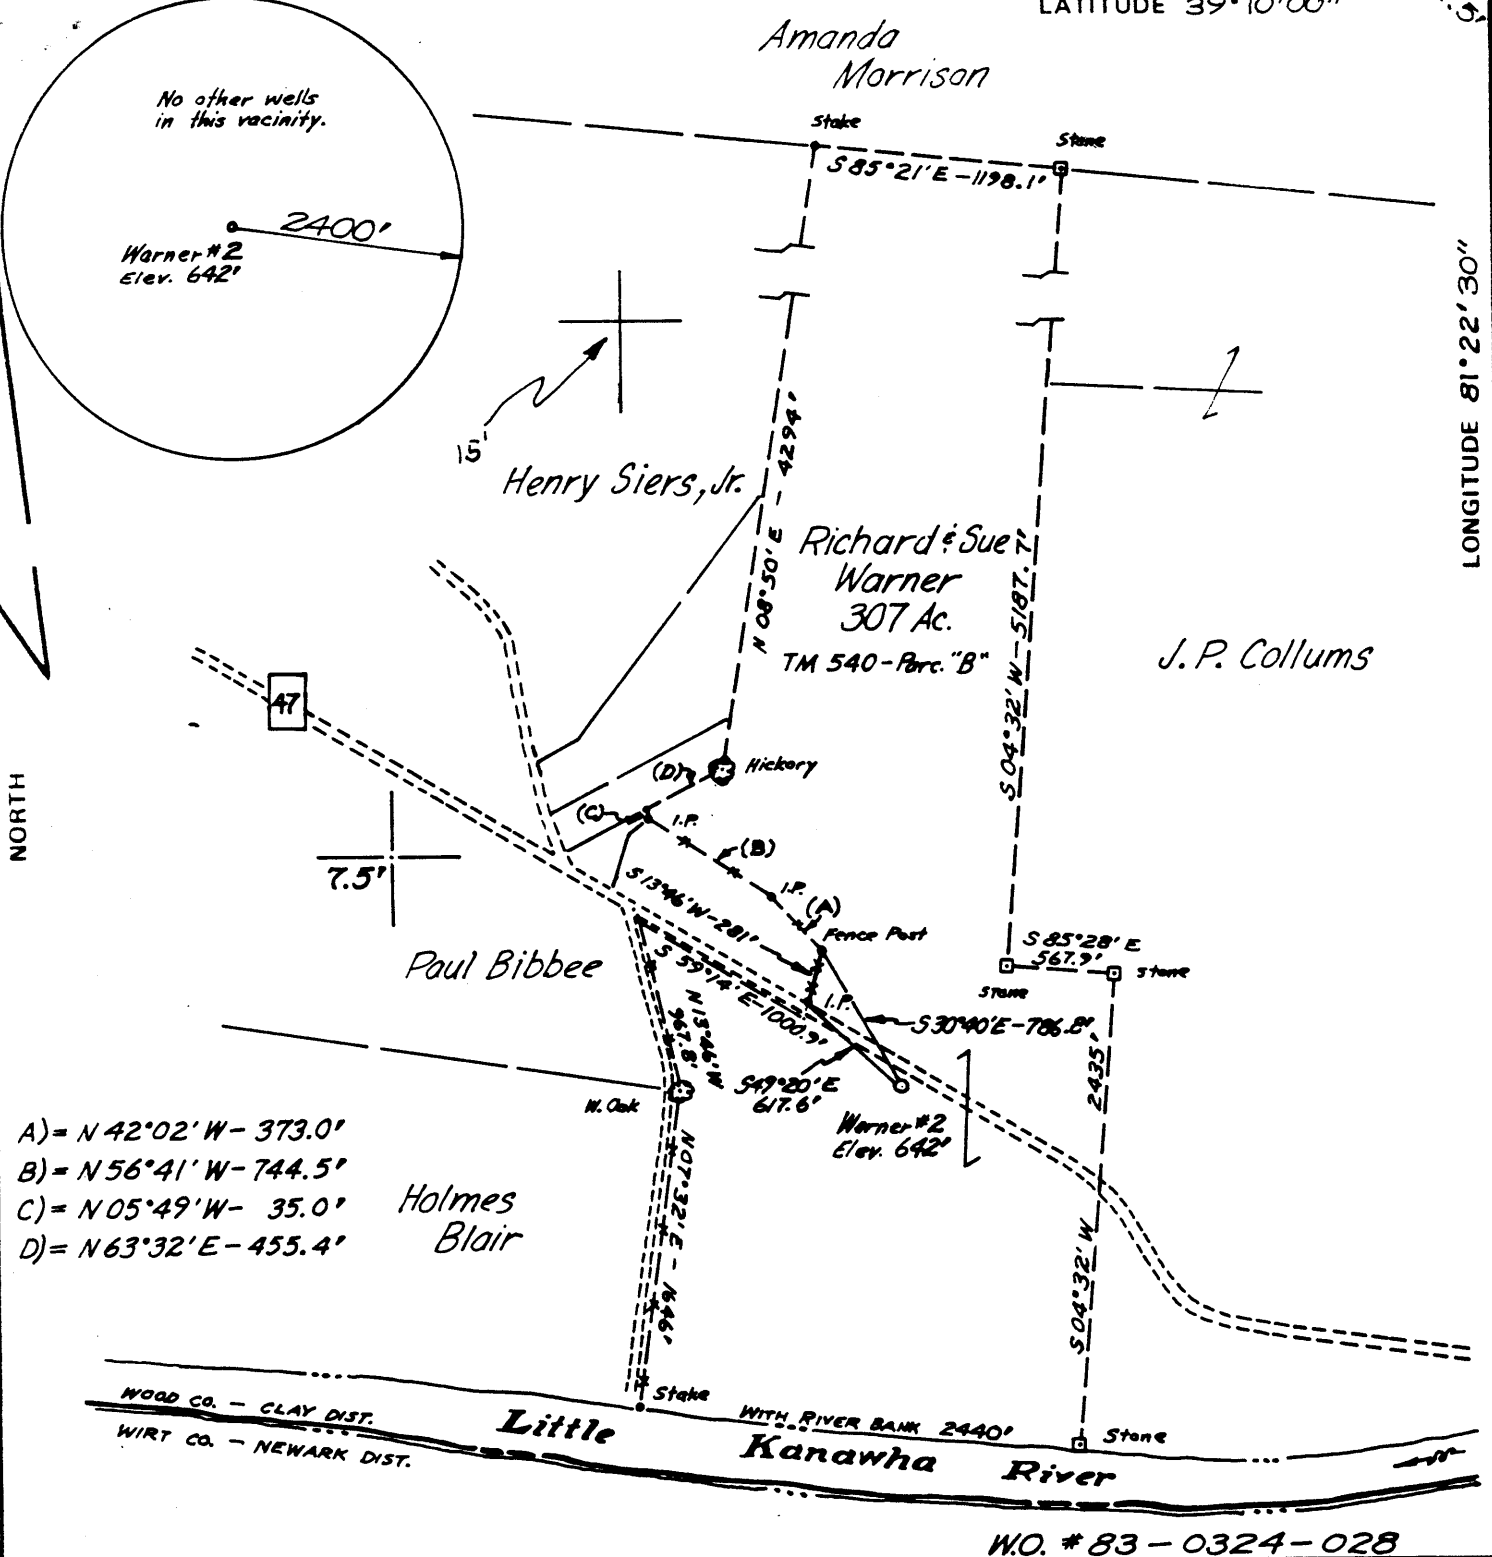 LATITUDE 39°10'00"
Amanda
Morrison
No other wells
in this vacinity.
2400'
Warner #2
Elev. 642'
Stake
Stone
S 85°21' E - 1198.1'
15'
LONGITUDE 81°22'30"
Henry Siers, Jr.
N 08°50' E - 4294'
Richard & Sue
Warner
307 Ac.
TM 540 - Parc. "B"
S 04°32' W - 5187.7'
J.P. Collums
47
NORTH
(D)
Hickory
(C)
I.P.
(B)
7.5'
I.P.
(A)
S 13°46' W - 281'
Fence Post
S 85°28' E
567.9'
Stone
Stone
Paul Bibbee
S 59°14' E - 1000.9'
I.P.
S 30°40' E - 786.8'
N 13°46' W
967.8'
S 49°20' E
617.6'
2435'
W. Oak
Warner #2
Elev. 642'
A) = N 42°02' W - 373.0'
B) = N 56°41' W - 744.5'
C) = N 05°49' W - 35.0'
D) = N 63°32' E - 455.4'
Holmes
Blair
N 07°32' E - 1646'
S 04°32' W
Stake
WOOD CO. - CLAY DIST.
WIRT CO. - NEWARK DIST.
Little Kanawha River
WITH RIVER BANK 2440'
Stone
W.O. # 83 - 0324 - 028